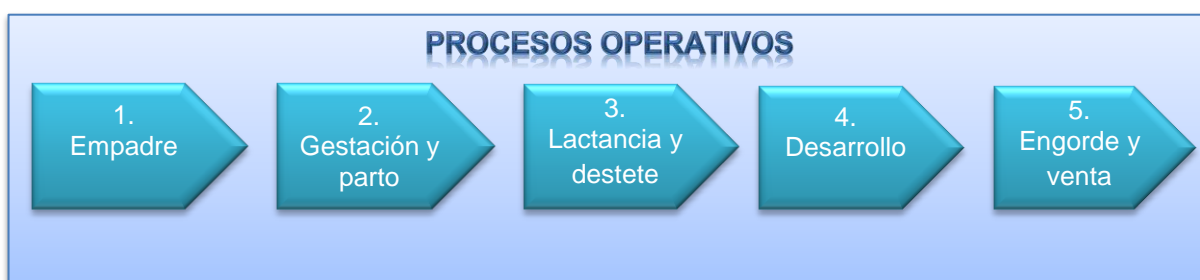 PROCESOS OPERATIVOS
1.
Empadre
2.
Gestación y
parto
3.
Lactancia y
destete
4.
Desarrollo
5.
Engorde y
venta